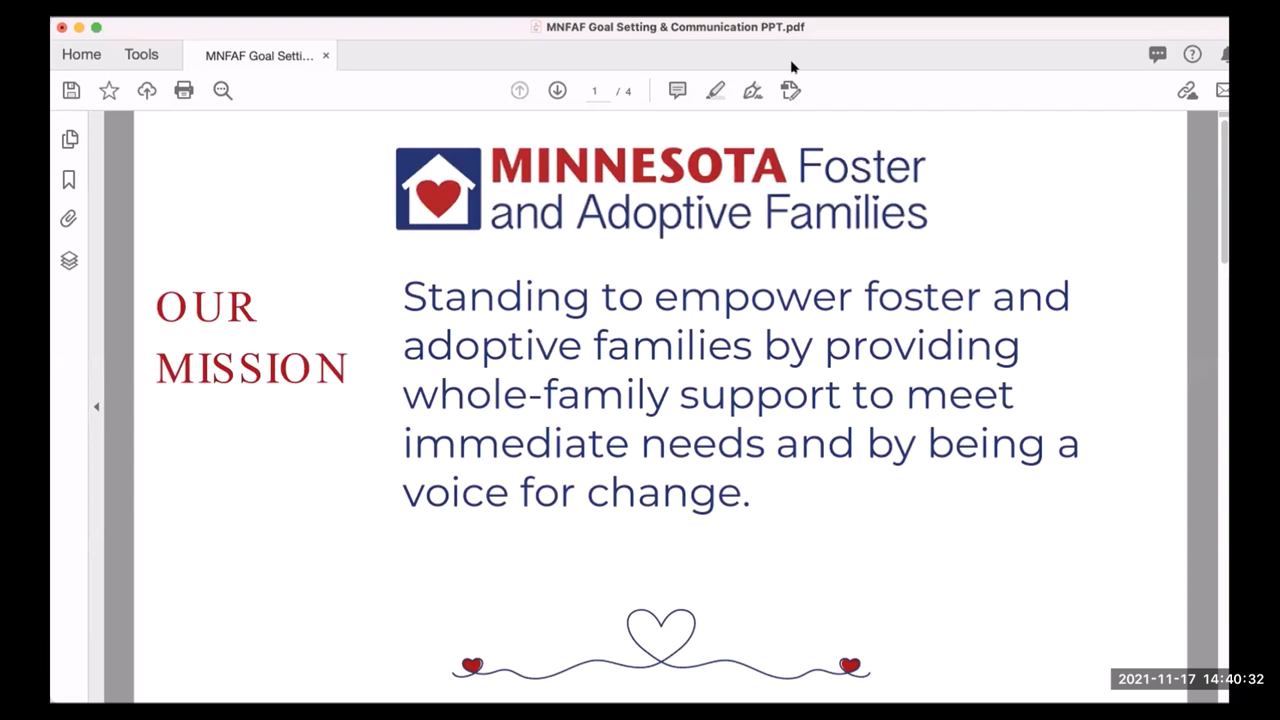 MNFAF Goal Setting & Communication PPT.pdf
Home
Tools
MNFAF Goal Setti...
1 / 4
MINNESOTA Foster
and Adoptive Families
OUR
MISSION
Standing to empower foster and
adoptive families by providing
whole-family support to meet
immediate needs and by being a
voice for change.
2021-11-17 14:40:32